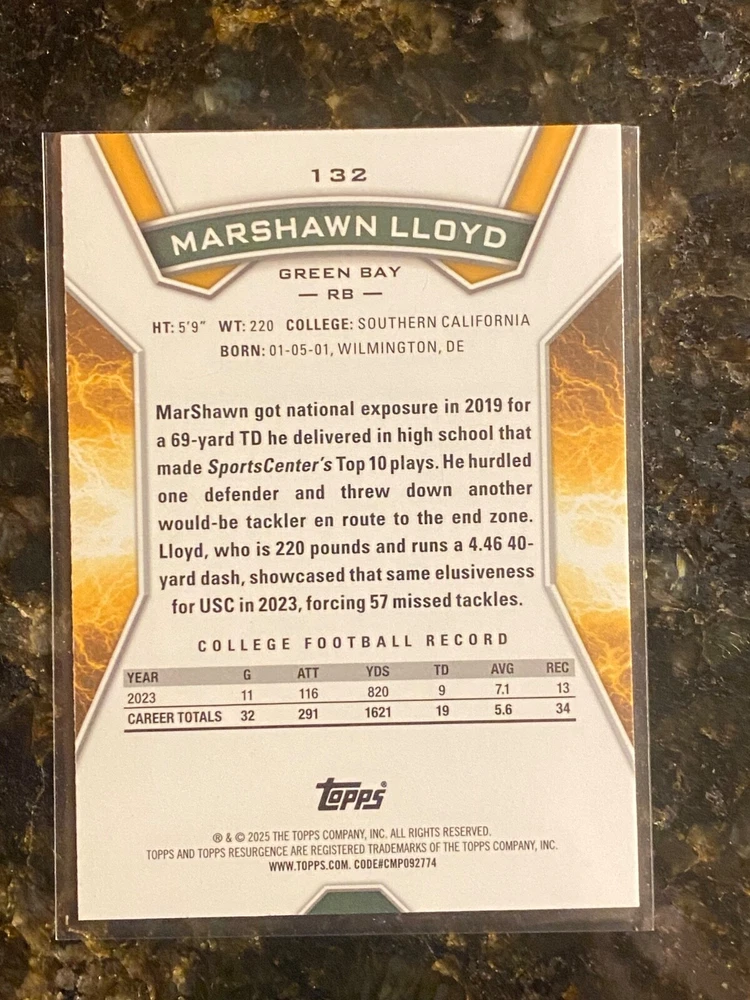 132
MARSHAWN LLOYD
GREEN BAY
— RB —
HT: 5'9" WT: 220 COLLEGE: SOUTHERN CALIFORNIA
BORN: 01-05-01, WILMINGTON, DE
MarShawn got national exposure in 2019 for
a 69-yard TD he delivered in high school that
made SportsCenter's Top 10 plays. He hurdled
one defender and threw down another
would-be tackler en route to the end zone.
Lloyd, who is 220 pounds and runs a 4.46 40-
yard dash, showcased that same elusiveness
for USC in 2023, forcing 57 missed tackles.
COLLEGE FOOTBALL RECORD
YEAR G ATT YDS TD AVG REC
2023 11 116 820 9 7.1 13
CAREER TOTALS 32 291 1621 19 5.6 34
topps®
® & © 2025 THE TOPPS COMPANY, INC. ALL RIGHTS RESERVED.
TOPPS AND TOPPS RESURGENCE ARE REGISTERED TRADEMARKS OF THE TOPPS COMPANY, INC.
WWW.TOPPS.COM. CODE#CMP092774